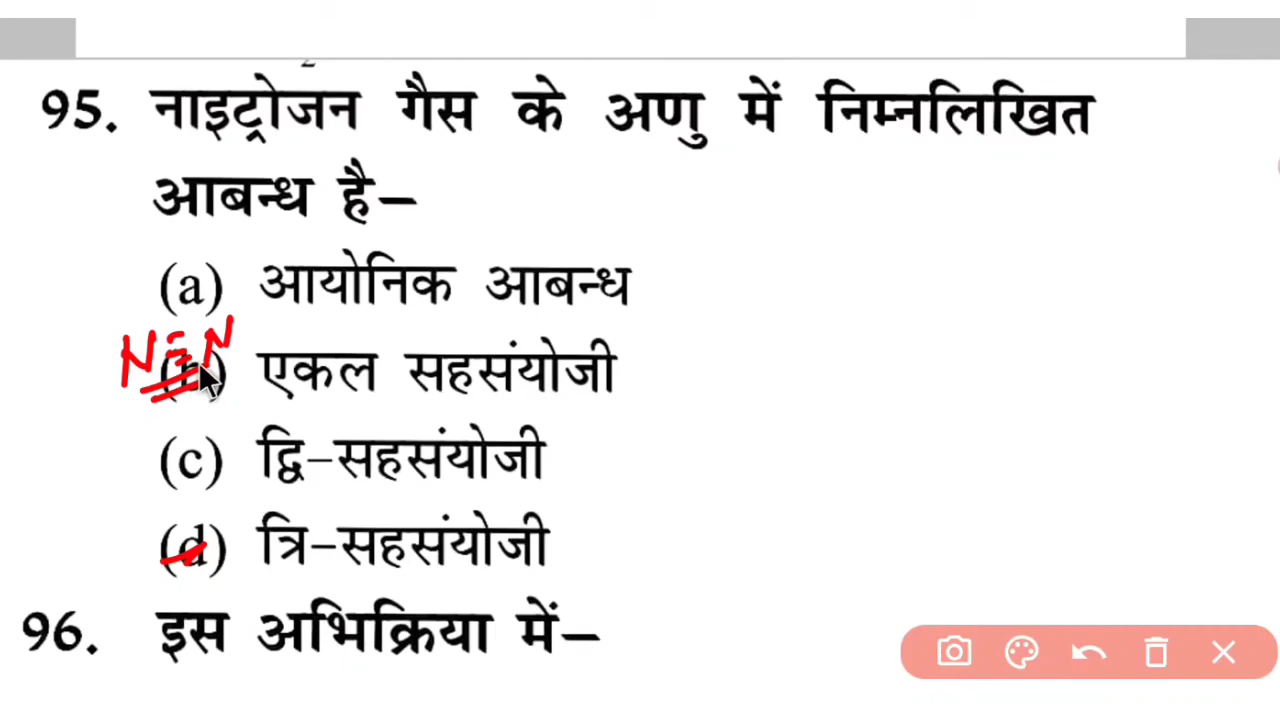 95. नाइट्रोजन गैस के अणु में निम्नलिखित
आबन्ध है–
(a) आयोनिक आबन्ध
N≡N
(b) एकल सहसंयोजी
(c) द्वि–सहसंयोजी
(d) त्रि–सहसंयोजी
96. इस अभिक्रिया में–